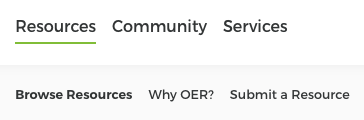 Resources Community Services
Browse Resources Why OER? Submit a Resource